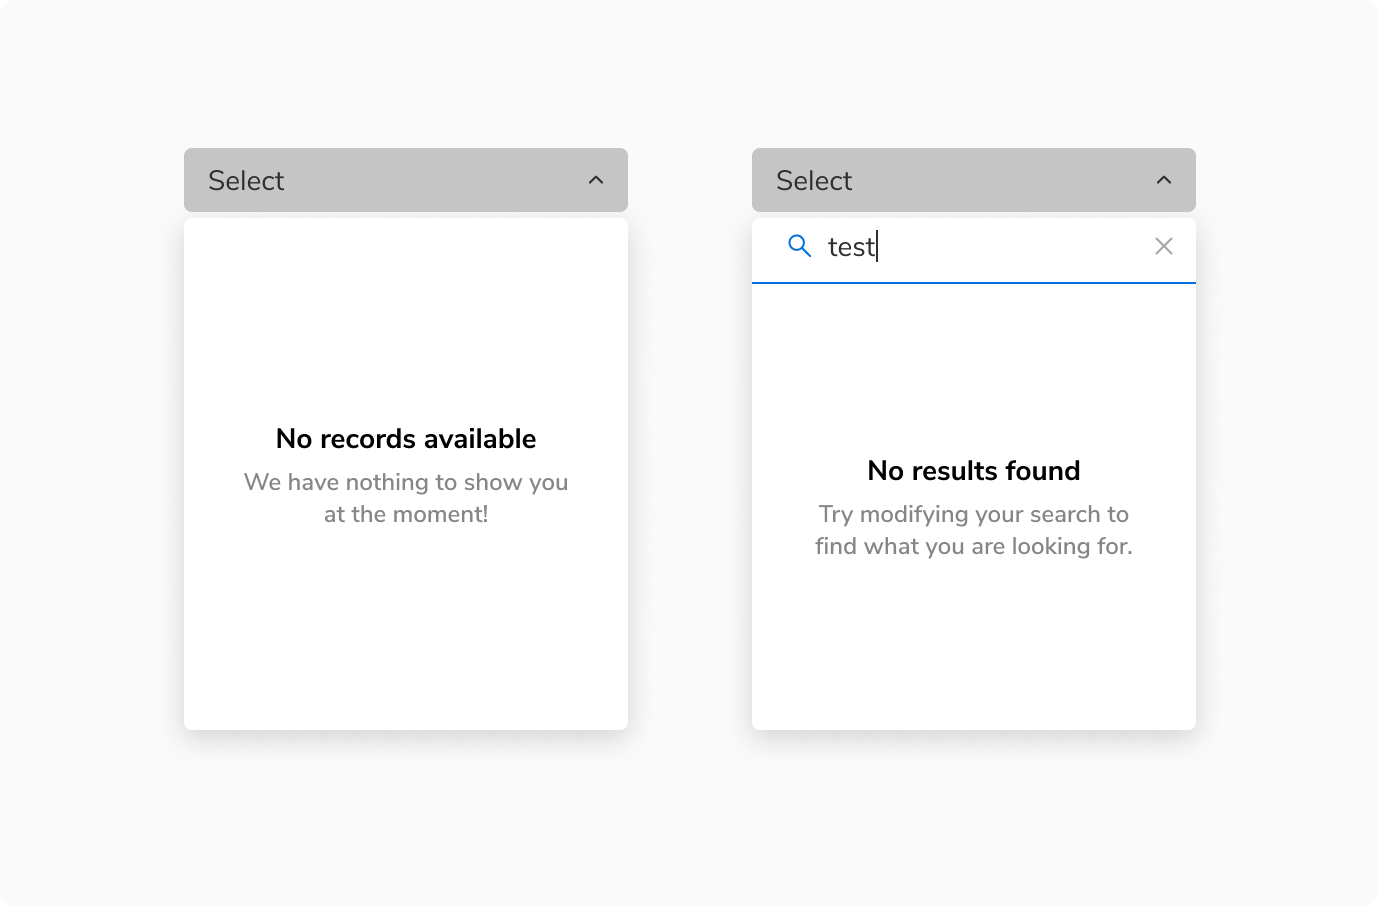 Select
No records available
We have nothing to show you
at the moment!
Select
test
No results found
Try modifying your search to
find what you are looking for.